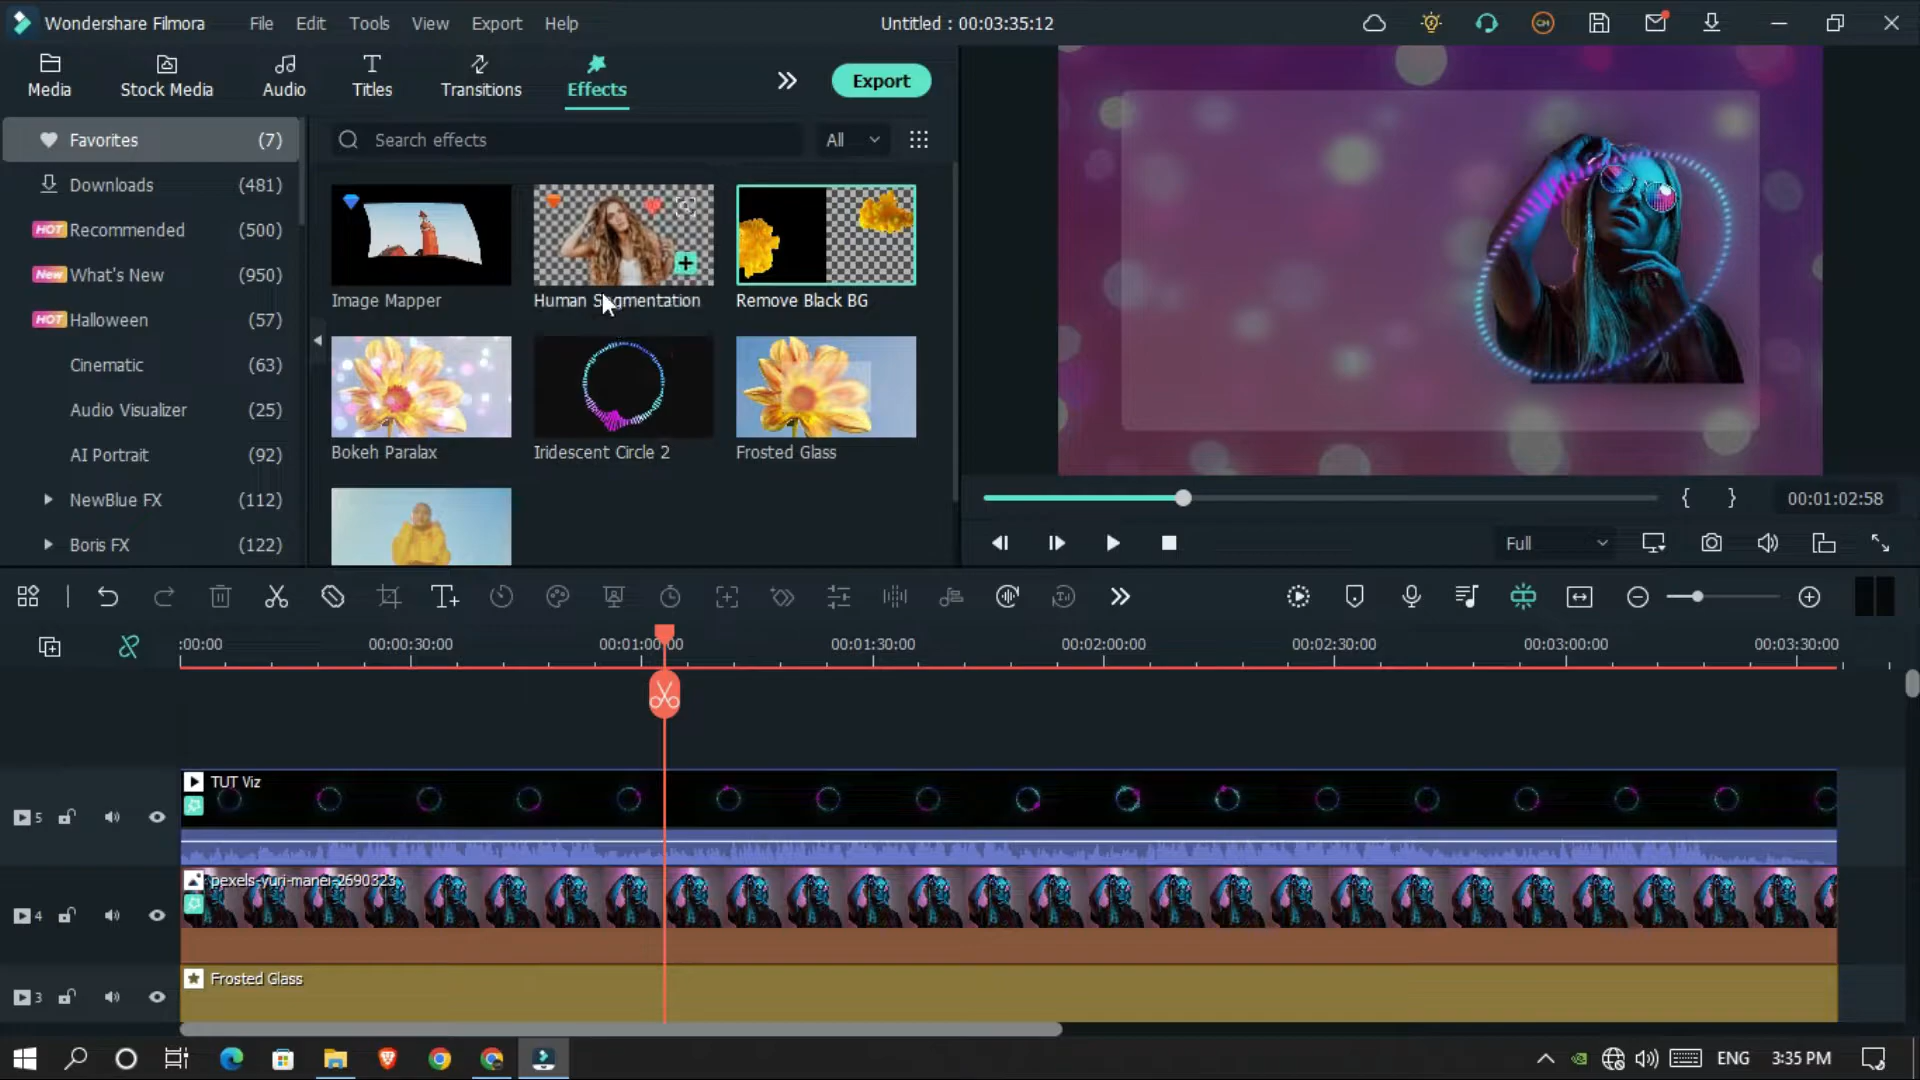 Wondershare Filmora
File
Edit
Tools
View
Export
Help
Untitled : 00:03:35:12
CH
Media
Stock Media
Audio
Titles
Transitions
Effects
Export
Favorites (7)
Downloads (481)
HOT Recommended (500)
New What's New (950)
HOT Halloween (57)
Cinematic (63)
Audio Visualizer (25)
AI Portrait (92)
NewBlue FX (112)
Boris FX (122)
Search effects
All
Image Mapper
Human Segmentation
Remove Black BG
Bokeh Paralax
Iridescent Circle 2
Frosted Glass
{ }
00:01:02:58
Full
:00:00
00:00:30:00
00:01:00:00
00:01:30:00
00:02:00:00
00:02:30:00
00:03:00:00
00:03:30:00
TUT Viz
5
pexels-yuri-manei-2690323
4
Frosted Glass
3
ENG
3:35 PM